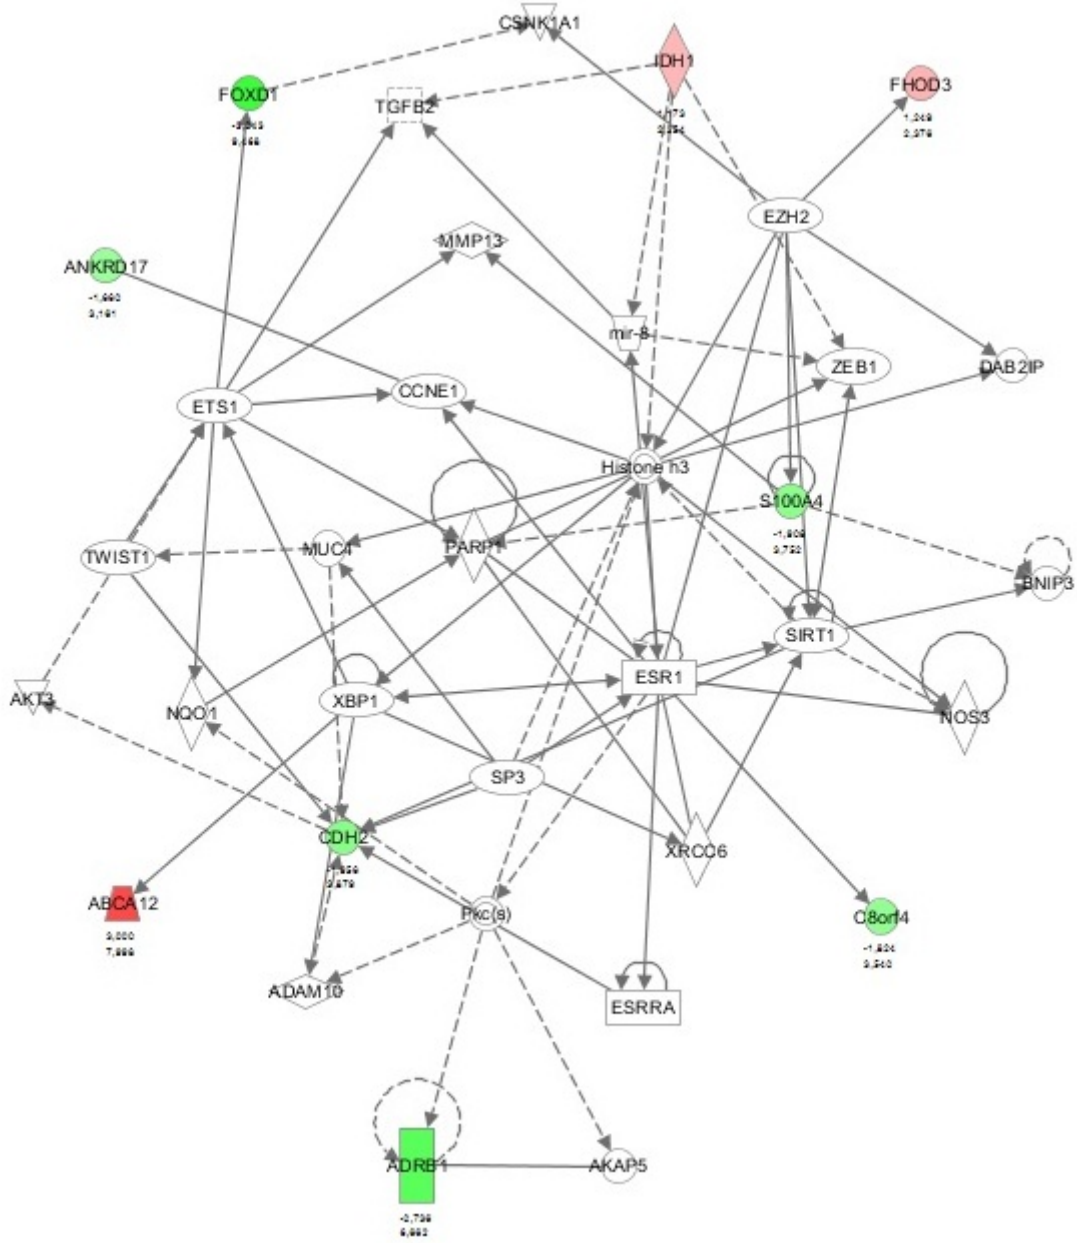 CSNK1A1
IDH1
FHOD3
FOXD1
TGFB2
EZH2
MMP13
ANKRD17
mir-8
ZEB1
DAB2IP
CCNE1
ETS1
Histone h3
S100A4
TWIST1
MUC4
PARP1
BNIP3
SIRT1
ESR1
AKT3
XBP1
NQO1
NOS3
SP3
CDH2
XRCC6
ABCA12
Pkc(s)
C8orf4
ADAM10
ESRRA
ADRB1
AKAP5